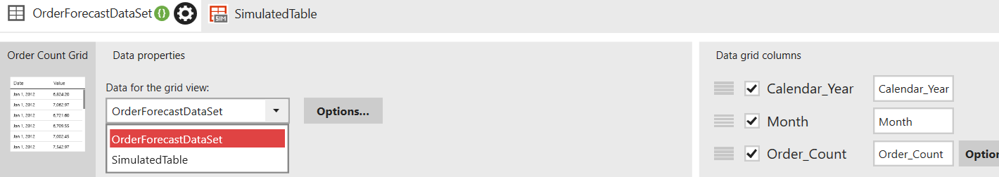 OrderForecastDataSet {} SimulatedTable
SIM
Order Count Grid
Date Value
Jan 1, 2012 6,824.20
Jan 1, 2012 7,062.97
Jan 1, 2012 6,721.60
Jan 1, 2012 6,709.55
Jan 1, 2012 7,002.45
Jan 1, 2012 7,542.97
Data properties
Data for the grid view:
OrderForecastDataSet
Options...
OrderForecastDataSet
SimulatedTable
Data grid columns
Calendar_Year Calendar_Year
Month Month
Order_Count Order_Count Option